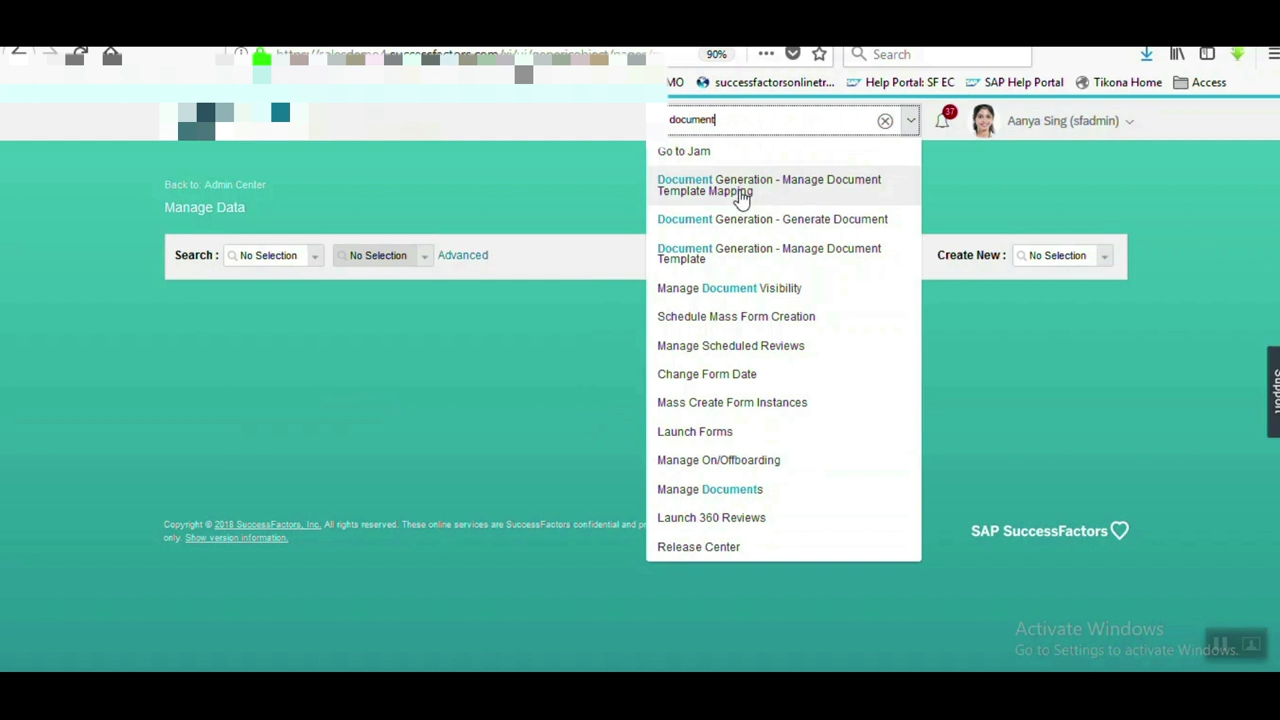 90%
Search
MO
successfactorsonlinetr...
Help Portal: SF EC
SAP Help Portal
Tikona Home
Access
document
37
Aanya Sing (sfadmin)
Go to Jam
Back to: Admin Center
Manage Data
Document Generation - Manage Document
Template Mapping
Document Generation - Generate Document
Search :
No Selection
No Selection
Advanced
Create New :
No Selection
Document Generation - Manage Document
Template
Manage Document Visibility
Schedule Mass Form Creation
Manage Scheduled Reviews
Change Form Date
Mass Create Form Instances
Launch Forms
Manage On/Offboarding
Manage Documents
Launch 360 Reviews
Release Center
Support
Copyright © 2018 SuccessFactors, Inc. All rights reserved. These online services are SuccessFactors confidential and
only. Show version information.
SAP SuccessFactors
Activate Windows
Go to Settings to activate Windows.